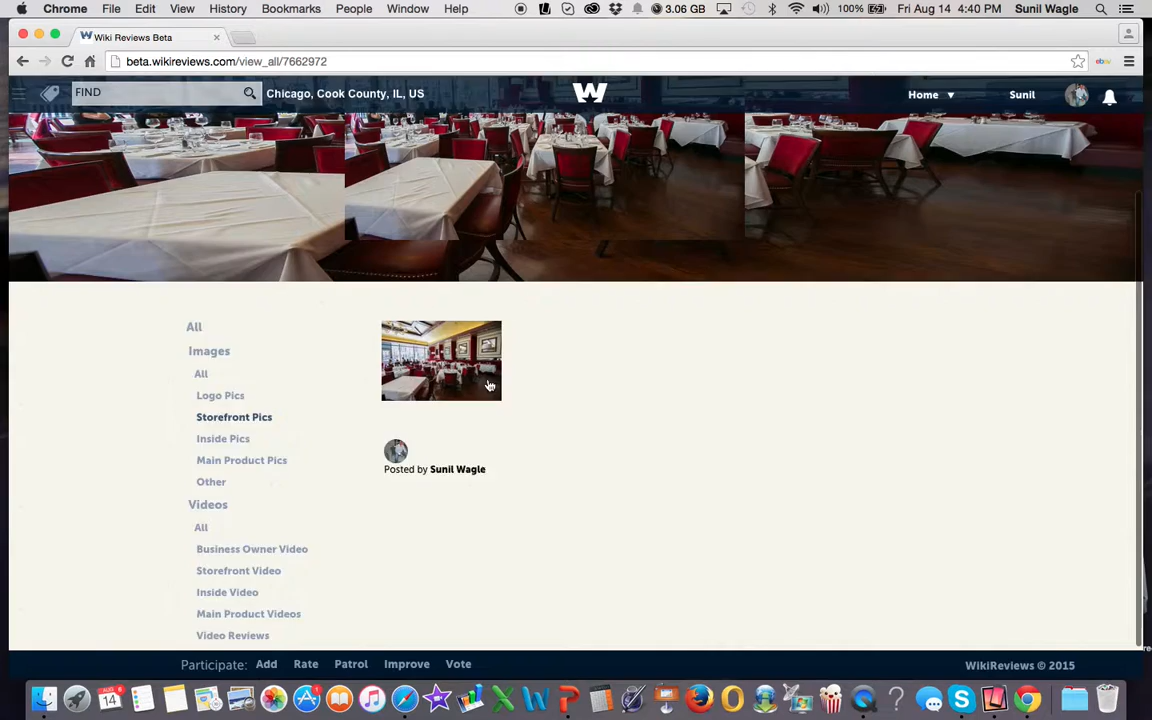 Chrome File Edit View History Bookmarks People Window Help 3.06 GB 100% Fri Aug 14 4:40 PM Sunil Wagle
W Wiki Reviews Beta ×
beta.wikireviews.com/view_all/7662972 ebay
FIND Chicago, Cook County, IL, US W Home Sunil
All
Images
All
Logo Pics
Storefront Pics
Inside Pics
Main Product Pics
Other
Posted by Sunil Wagle
Videos
All
Business Owner Video
Storefront Video
Inside Video
Main Product Videos
Video Reviews
Participate: Add Rate Patrol Improve Vote WikiReviews © 2015